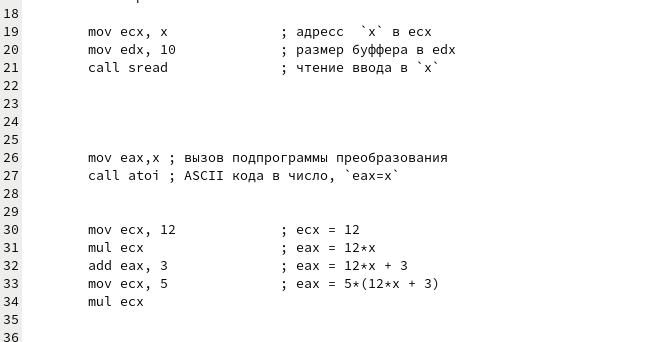 18
19 mov ecx, x ; адресс `x` в ecx
20 mov edx, 10 ; размер буффера в edx
21 call sread ; чтение ввода в `x`
22
23
24
25
26 mov eax,x ; вызов подпрограммы преобразования
27 call atoi ; ASCII кода в число, `eax=x`
28
29
30 mov ecx, 12 ; ecx = 12
31 mul ecx ; eax = 12*x
32 add eax, 3 ; eax = 12*x + 3
33 mov ecx, 5 ; eax = 5*(12*x + 3)
34 mul ecx
35
36